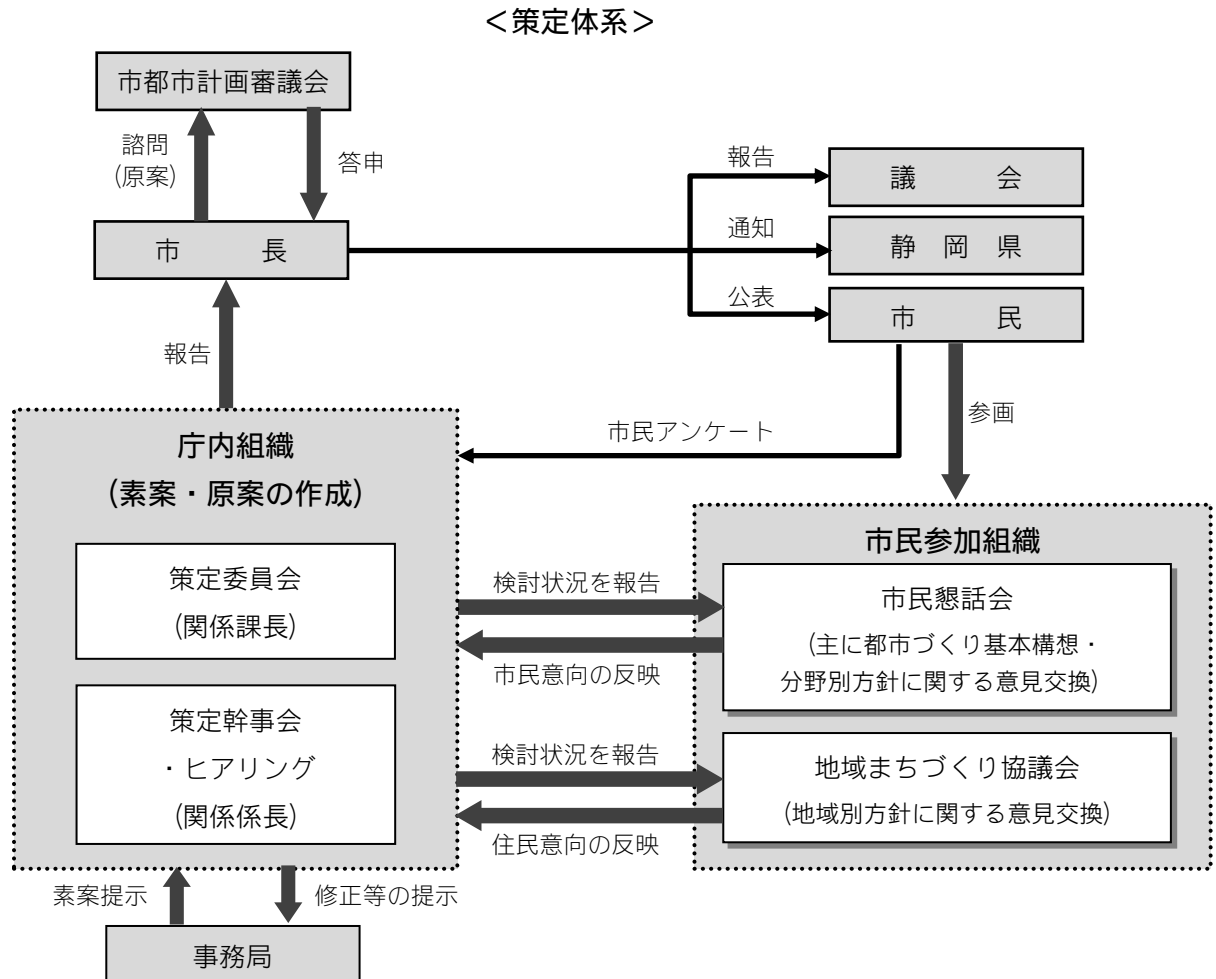 ＜策定体系＞
市都市計画審議会
諮問
(原案)
答申
市　　　長
報告
議　　　会
通知
静　岡　県
公表
市　　　民
報告
市民アンケート
参画
庁内組織
(素案・原案の作成)
策定委員会
(関係課長)
策定幹事会
・ヒアリング
(関係係長)
検討状況を報告
市民意向の反映
検討状況を報告
住民意向の反映
市民参加組織
市民懇話会
(主に都市づくり基本構想・
分野別方針に関する意見交換)
地域まちづくり協議会
(地域別方針に関する意見交換)
素案提示
修正等の提示
事務局